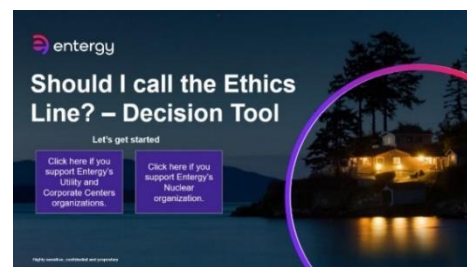 entergy
Should I call the Ethics
Line? – Decision Tool
Let's get started
Click here if you
support Entergy's
Utility and
Corporate Centers
organizations.
Click here if you
support Entergy's
Nuclear
organization.
Highly sensitive, confidential and proprietary